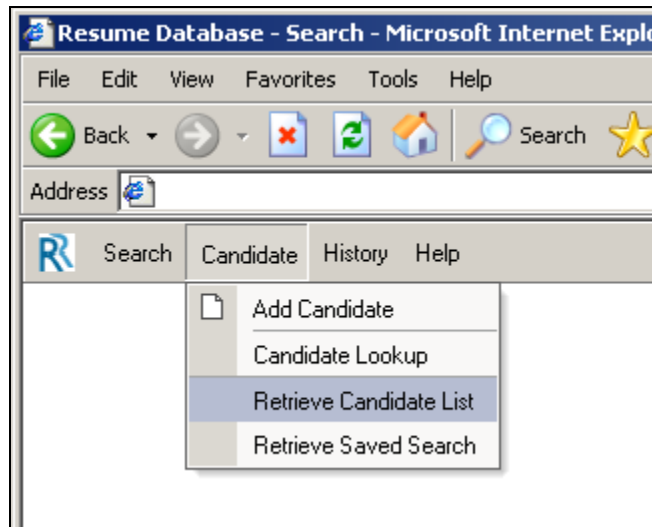 Resume Database - Search - Microsoft Internet Explo
File Edit View Favorites Tools Help
Back Search
Address
R Search Candidate History Help
Add Candidate
Candidate Lookup
Retrieve Candidate List
Retrieve Saved Search